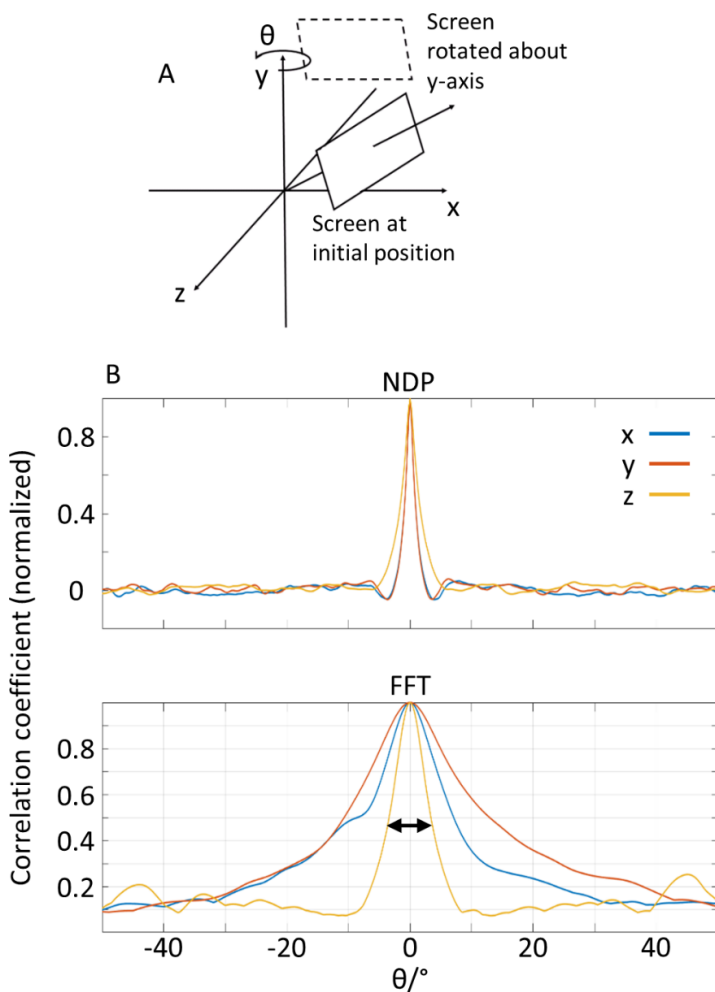 Screen
rotated about
y-axis
θ
y
A
x
Screen at
initial position
z
B
NDP
Correlation coefficient (normalized)
0.8
0.4
0
x
y
z
FFT
0.8
0.6
0.4
0.2
-40
-20
0
20
40
θ/°